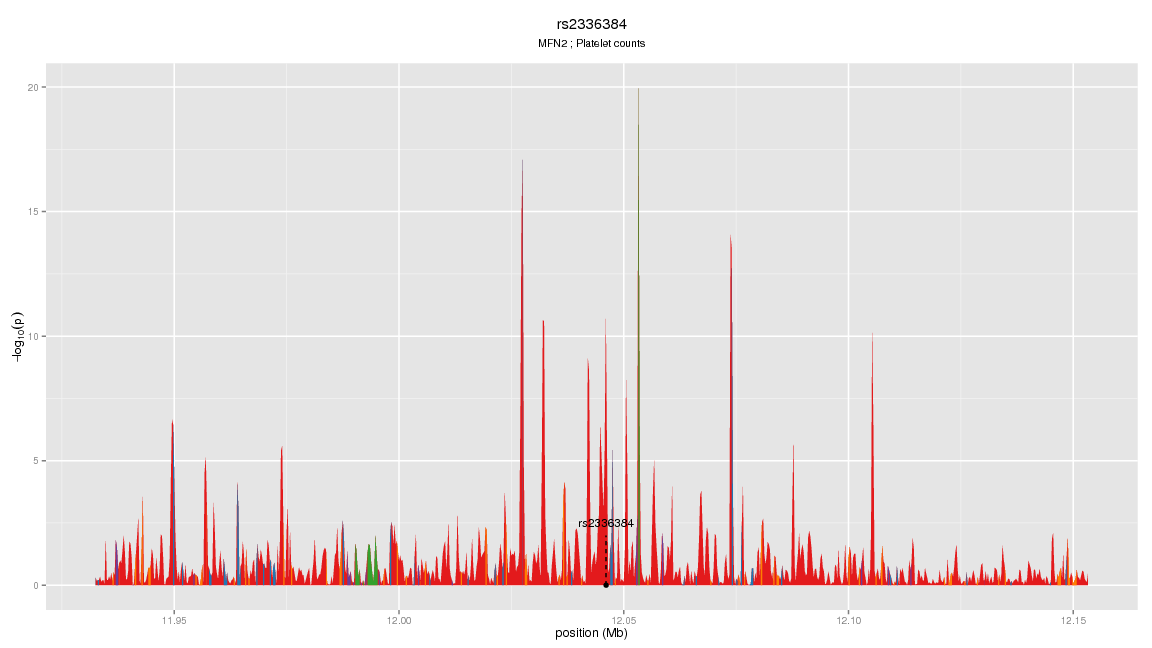 rs2336384
MFN2 ; Platelet counts
20
15
10
5
0
−log10(p)
rs2336384
11.95
12.00
12.05
12.10
12.15
position (Mb)